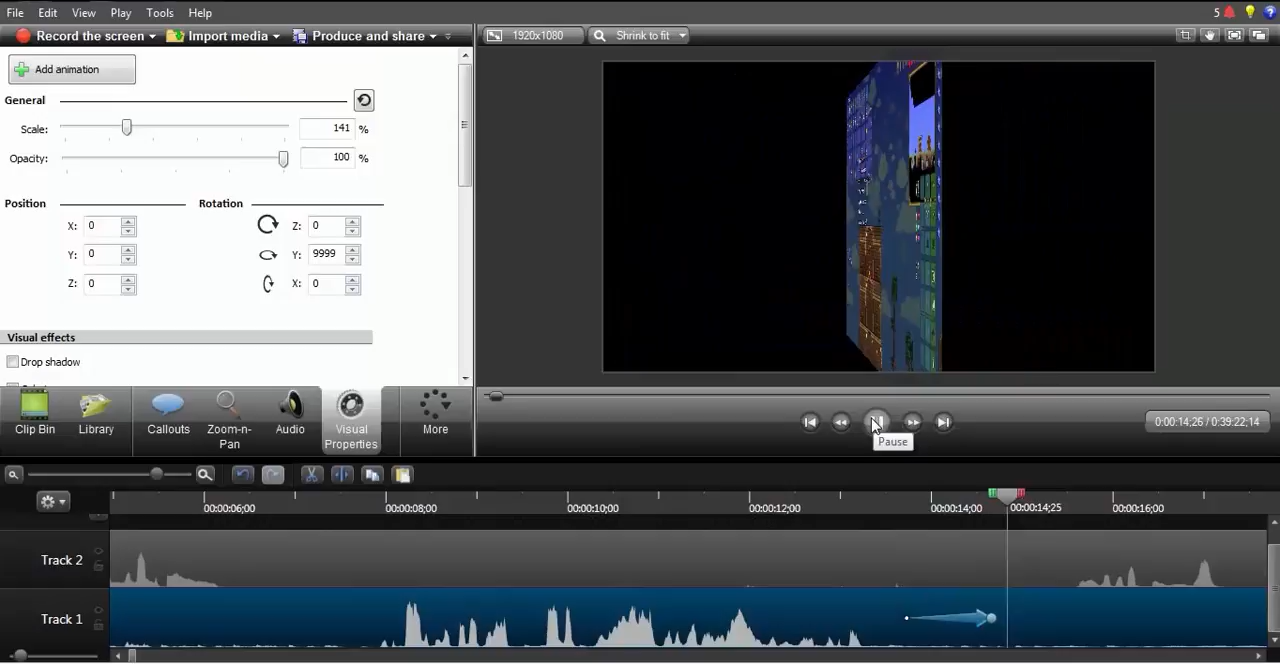 File Edit View Play Tools Help 5
Record the screen Import media Produce and share 1920x1080 Shrink to fit
Add animation
General
Scale: 141 %
Opacity: 100 %
Position Rotation
X: 0 Z: 0
Y: 0 Y: 9999
Z: 0 X: 0
Visual effects
Drop shadow
Clip Bin Library Callouts Zoom-n-Pan Audio Visual Properties More
0:00:14;26 / 0:39:22;14
Pause
0:00:06;00 0:00:08;00 0:00:10;00 0:00:12;00 0:00:14;00 0:00:14;25 0:00:16;00
Track 2
Track 1